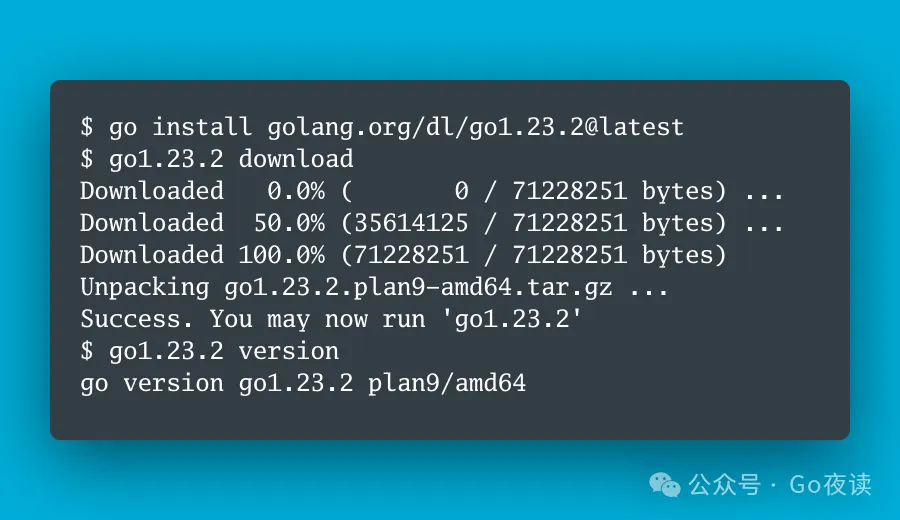 $ go install golang.org/dl/go1.23.2@latest
$ go1.23.2 download
Downloaded   0.0% (       0 / 71228251 bytes) ...
Downloaded  50.0% (35614125 / 71228251 bytes) ...
Downloaded 100.0% (71228251 / 71228251 bytes)
Unpacking go1.23.2.plan9-amd64.tar.gz ...
Success. You may now run 'go1.23.2'
$ go1.23.2 version
go version go1.23.2 plan9/amd64
公众号 · Go夜读